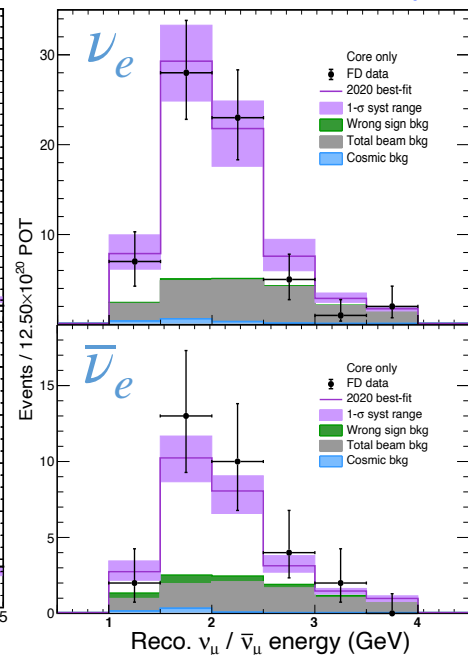 νe
Core only
FD data
2020 best-fit
1-σ syst range
Wrong sign bkg
Total beam bkg
Cosmic bkg
30
20
10
Events / 12.50×10²⁰ POT
ν̅e
Core only
FD data
2020 best-fit
1-σ syst range
Wrong sign bkg
Total beam bkg
Cosmic bkg
15
10
5
0
5
1 2 3 4
Reco. νμ / ν̅μ energy (GeV)